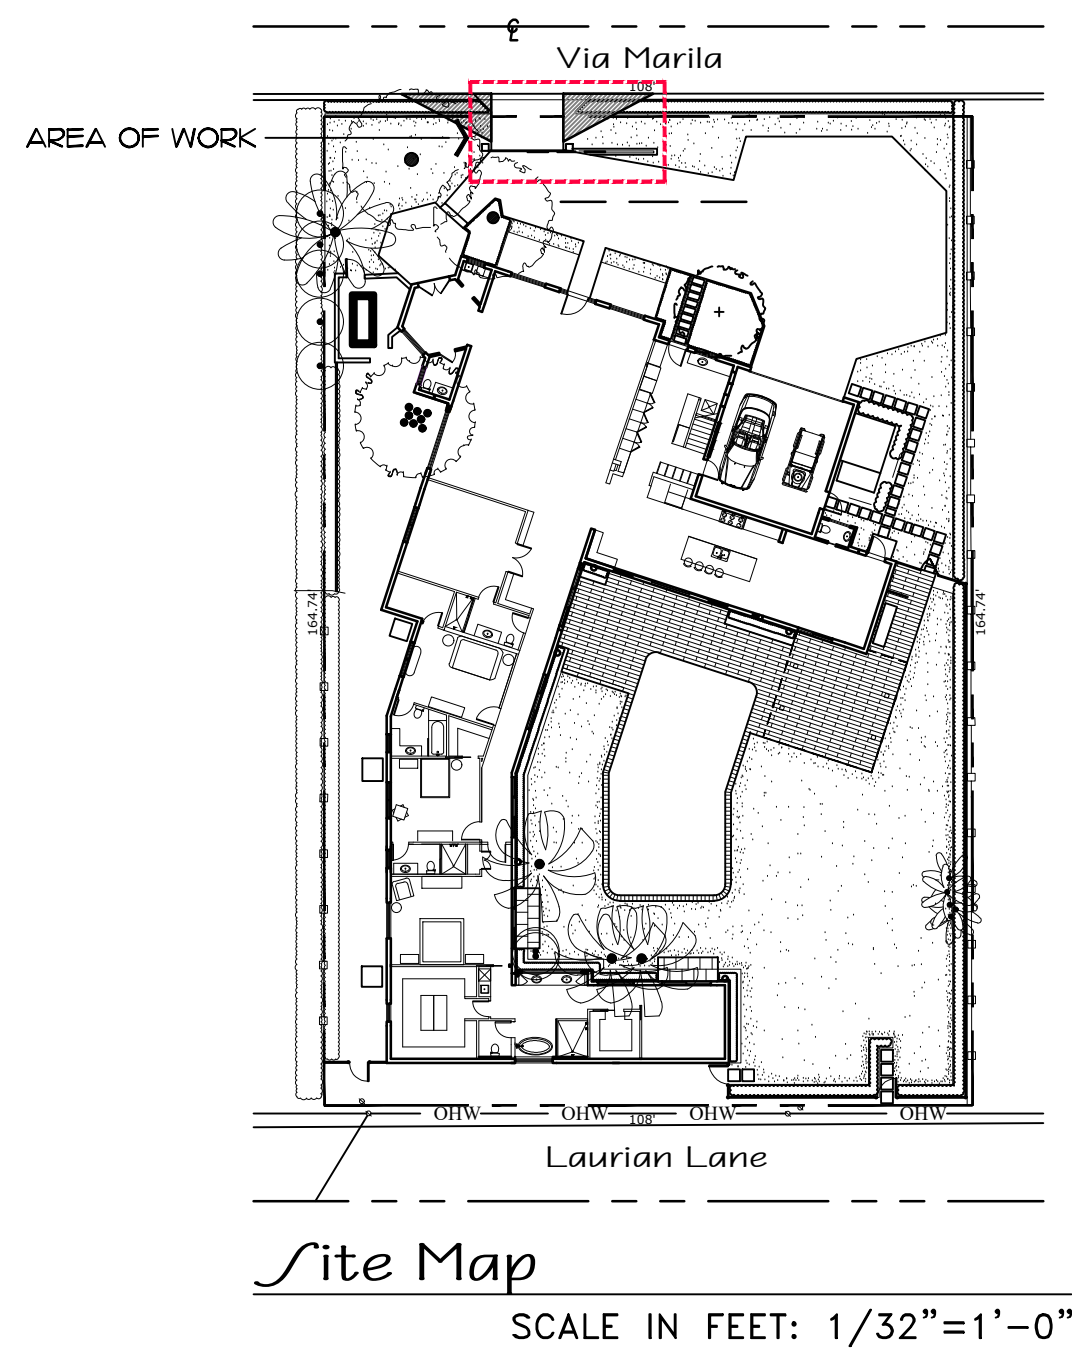 ℄
Via Marila
108'
AREA OF WORK
164.74'
164.74'
OHW OHW OHW OHW
108'
Laurian Lane
Site Map
SCALE IN FEET: 1/32"=1'-0"